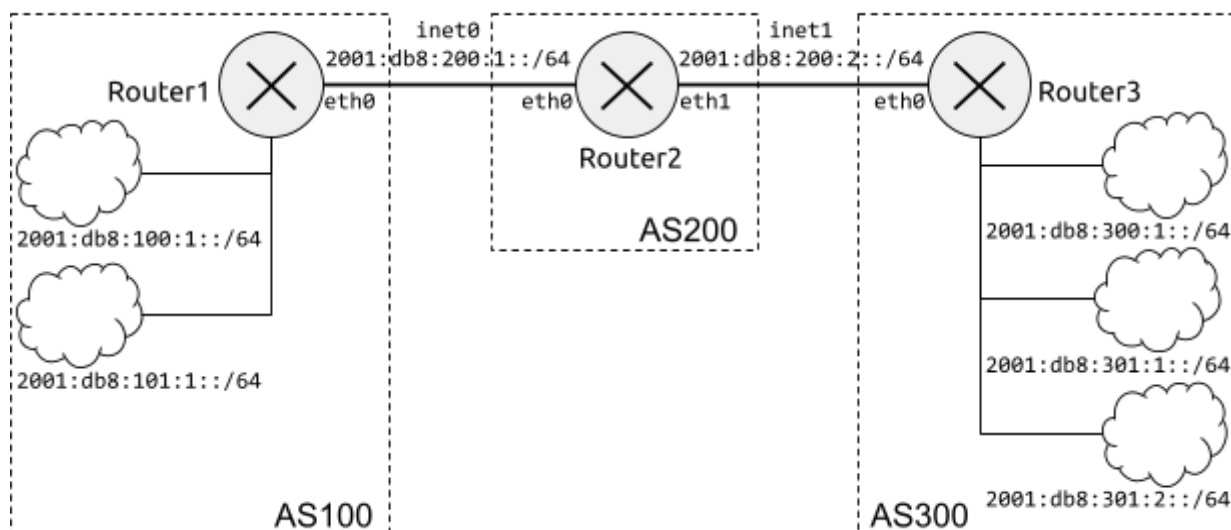 inet0
2001:db8:200:1::/64
inet1
2001:db8:200:2::/64
Router1
eth0
eth0
eth1
eth0
Router3
Router2
2001:db8:100:1::/64
2001:db8:101:1::/64
AS100
AS200
2001:db8:300:1::/64
2001:db8:301:1::/64
2001:db8:301:2::/64
AS300